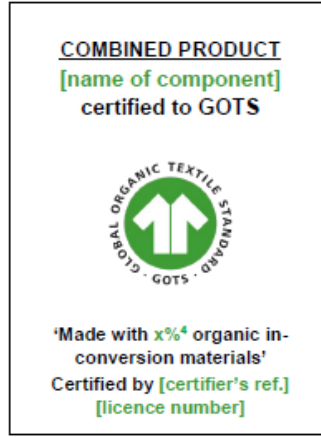 COMBINED PRODUCT
[name of component]
certified to GOTS
GLOBAL ORGANIC TEXTILE STANDARD
· GOTS ·
‘Made with x%⁴ organic in-
conversion materials’
Certified by [certifier’s ref.]
[licence number]